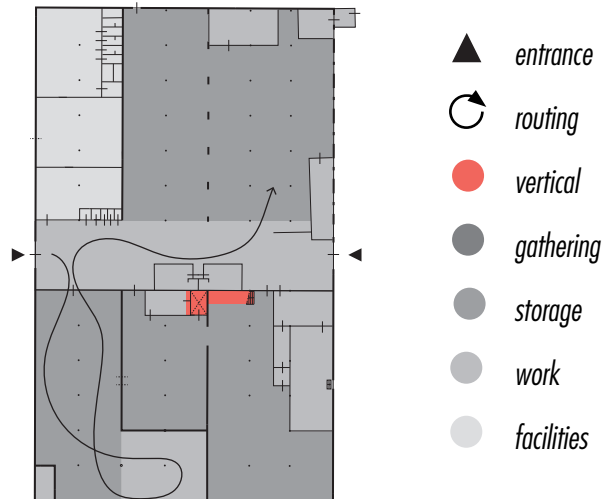 entrance
routing
vertical
gathering
storage
work
facilities